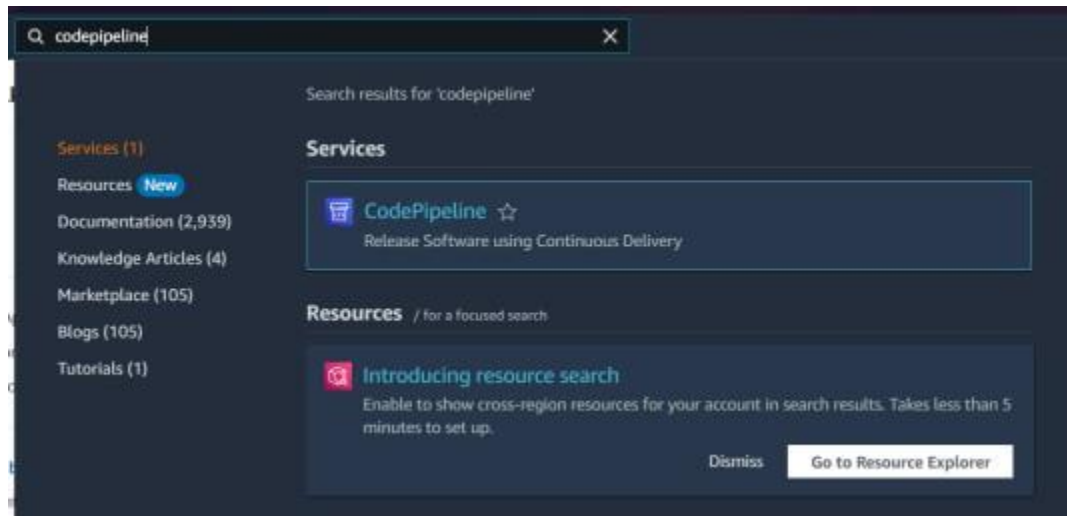 codepipeline
Search results for 'codepipeline'
Services (1)
Resources New
Documentation (2,939)
Knowledge Articles (4)
Marketplace (105)
Blogs (105)
Tutorials (1)
Services
CodePipeline
Release Software using Continuous Delivery
Resources / for a focused search
Introducing resource search
Enable to show cross-region resources for your account in search results. Takes less than 5
minutes to set up.
Dismiss Go to Resource Explorer